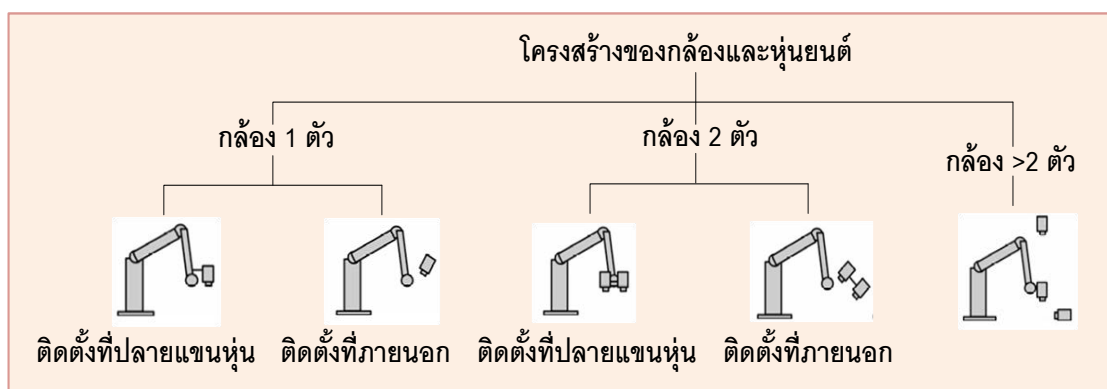 โครงสร้างของกล้องและหุ่นยนต์
กล้อง 1 ตัว
กล้อง 2 ตัว
กล้อง >2 ตัว
ติดตั้งที่ปลายแขนหุ่น
ติดตั้งที่ภายนอก
ติดตั้งที่ปลายแขนหุ่น
ติดตั้งที่ภายนอก